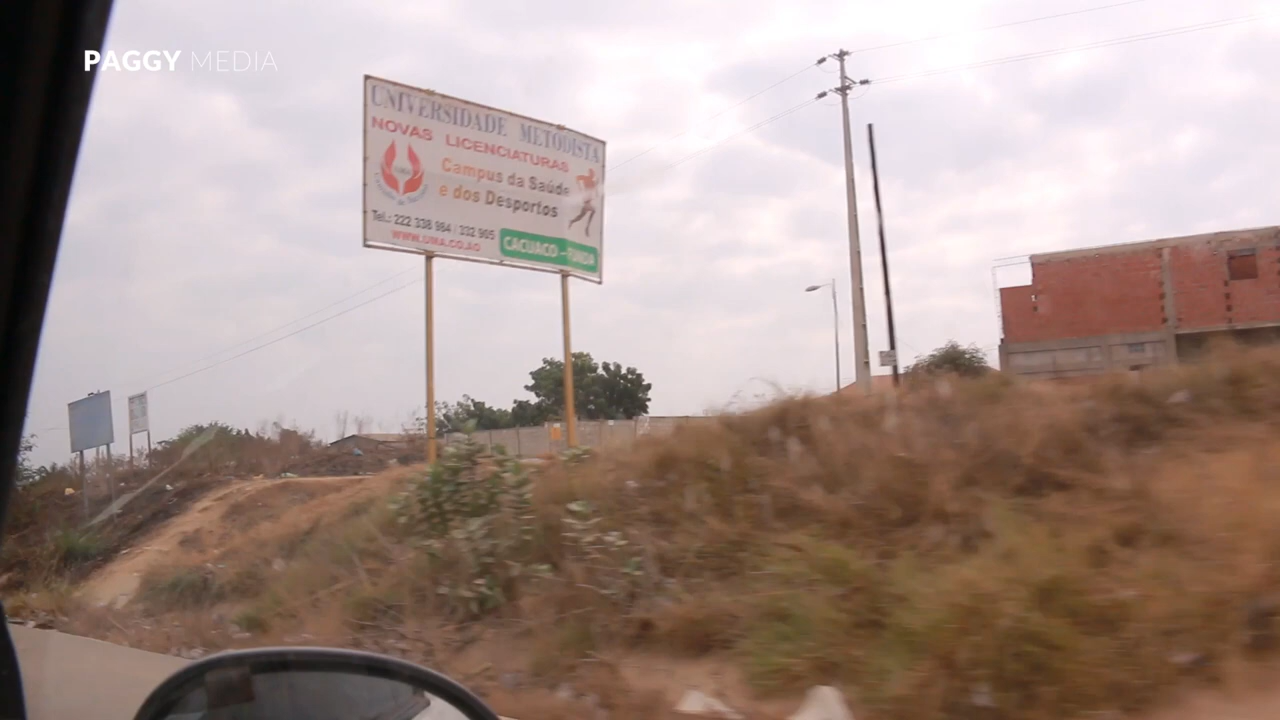 PAGGY MEDIA
UNIVERSIDADE METODISTA
NOVAS LICENCIATURAS
Campus da Saúde
e dos Desportos
Tel.: 222 338 984 / 332 905
WWW.UMA.CO.AO
CACUACO - FUNDA